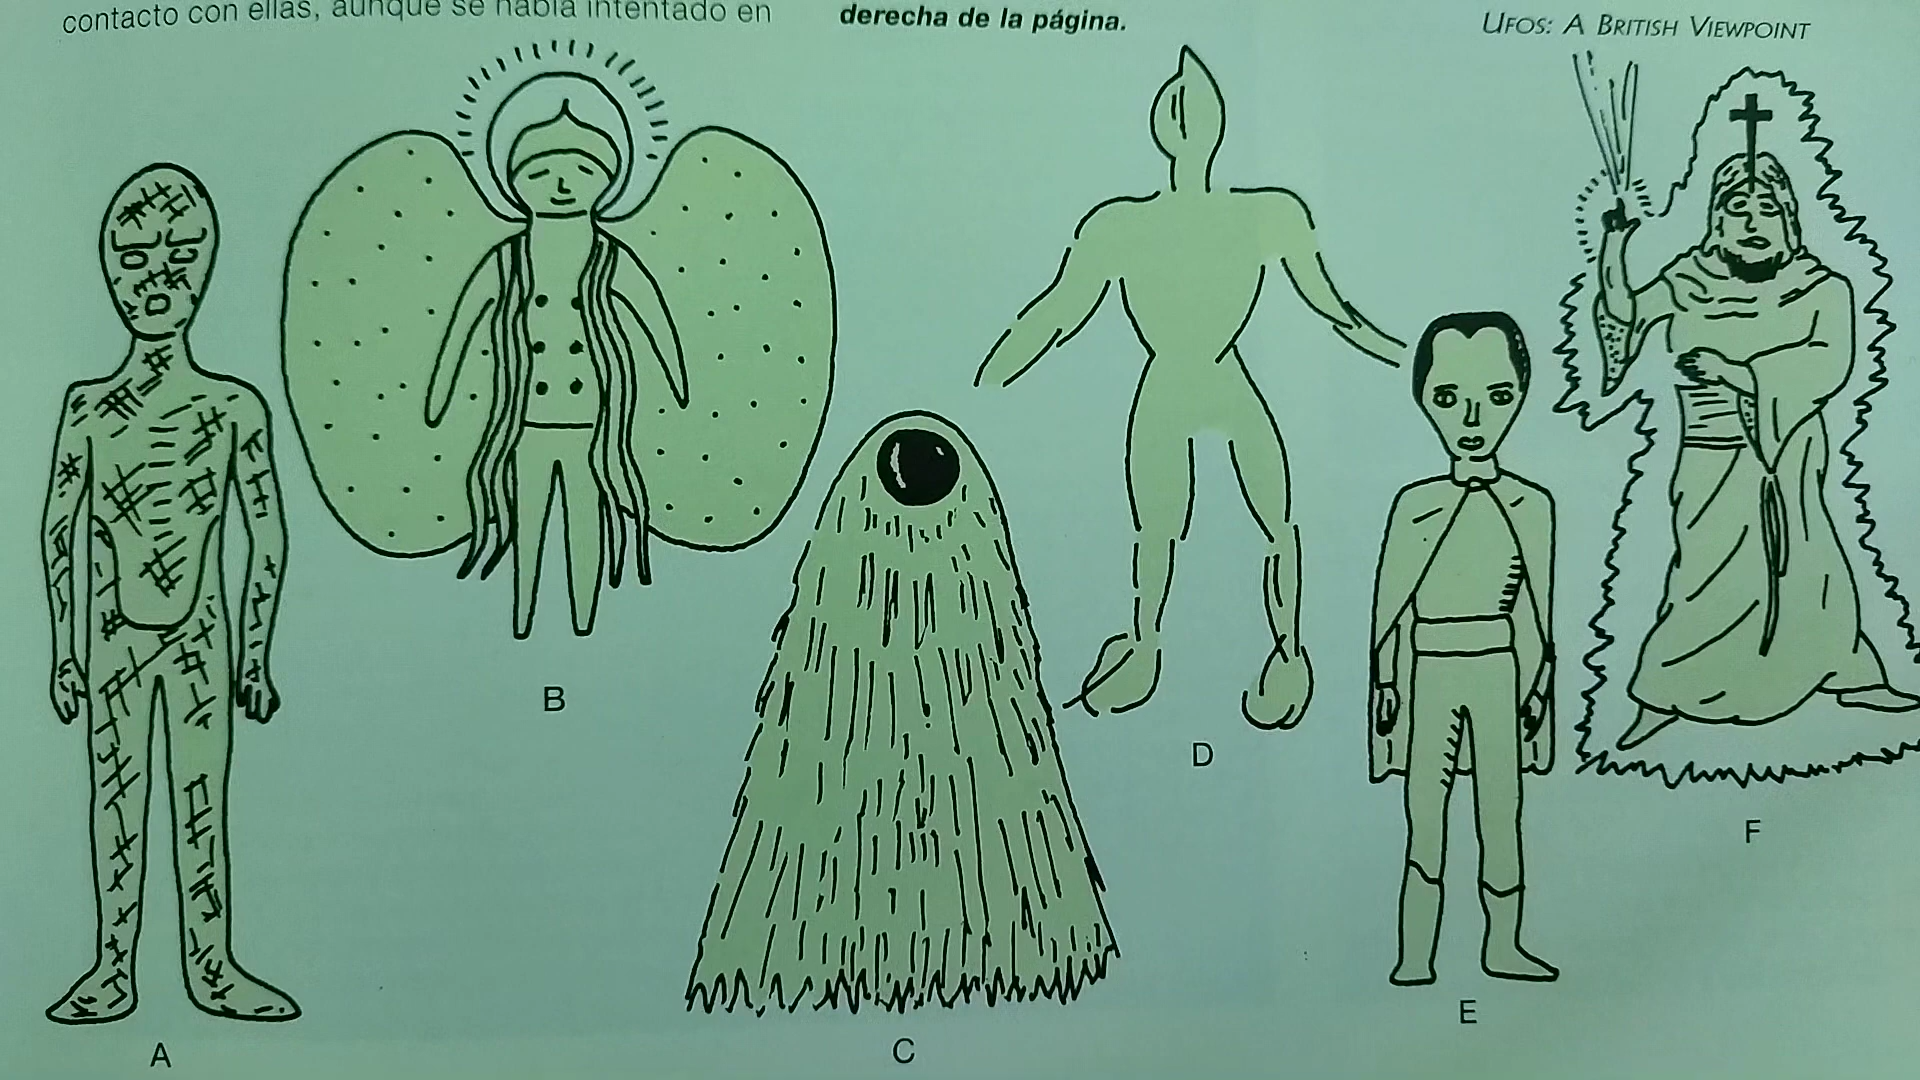 contacto con ellas, aunque se había intentado en
derecha de la página.
UFOS: A BRITISH VIEWPOINT
B
D
F
E
A
C